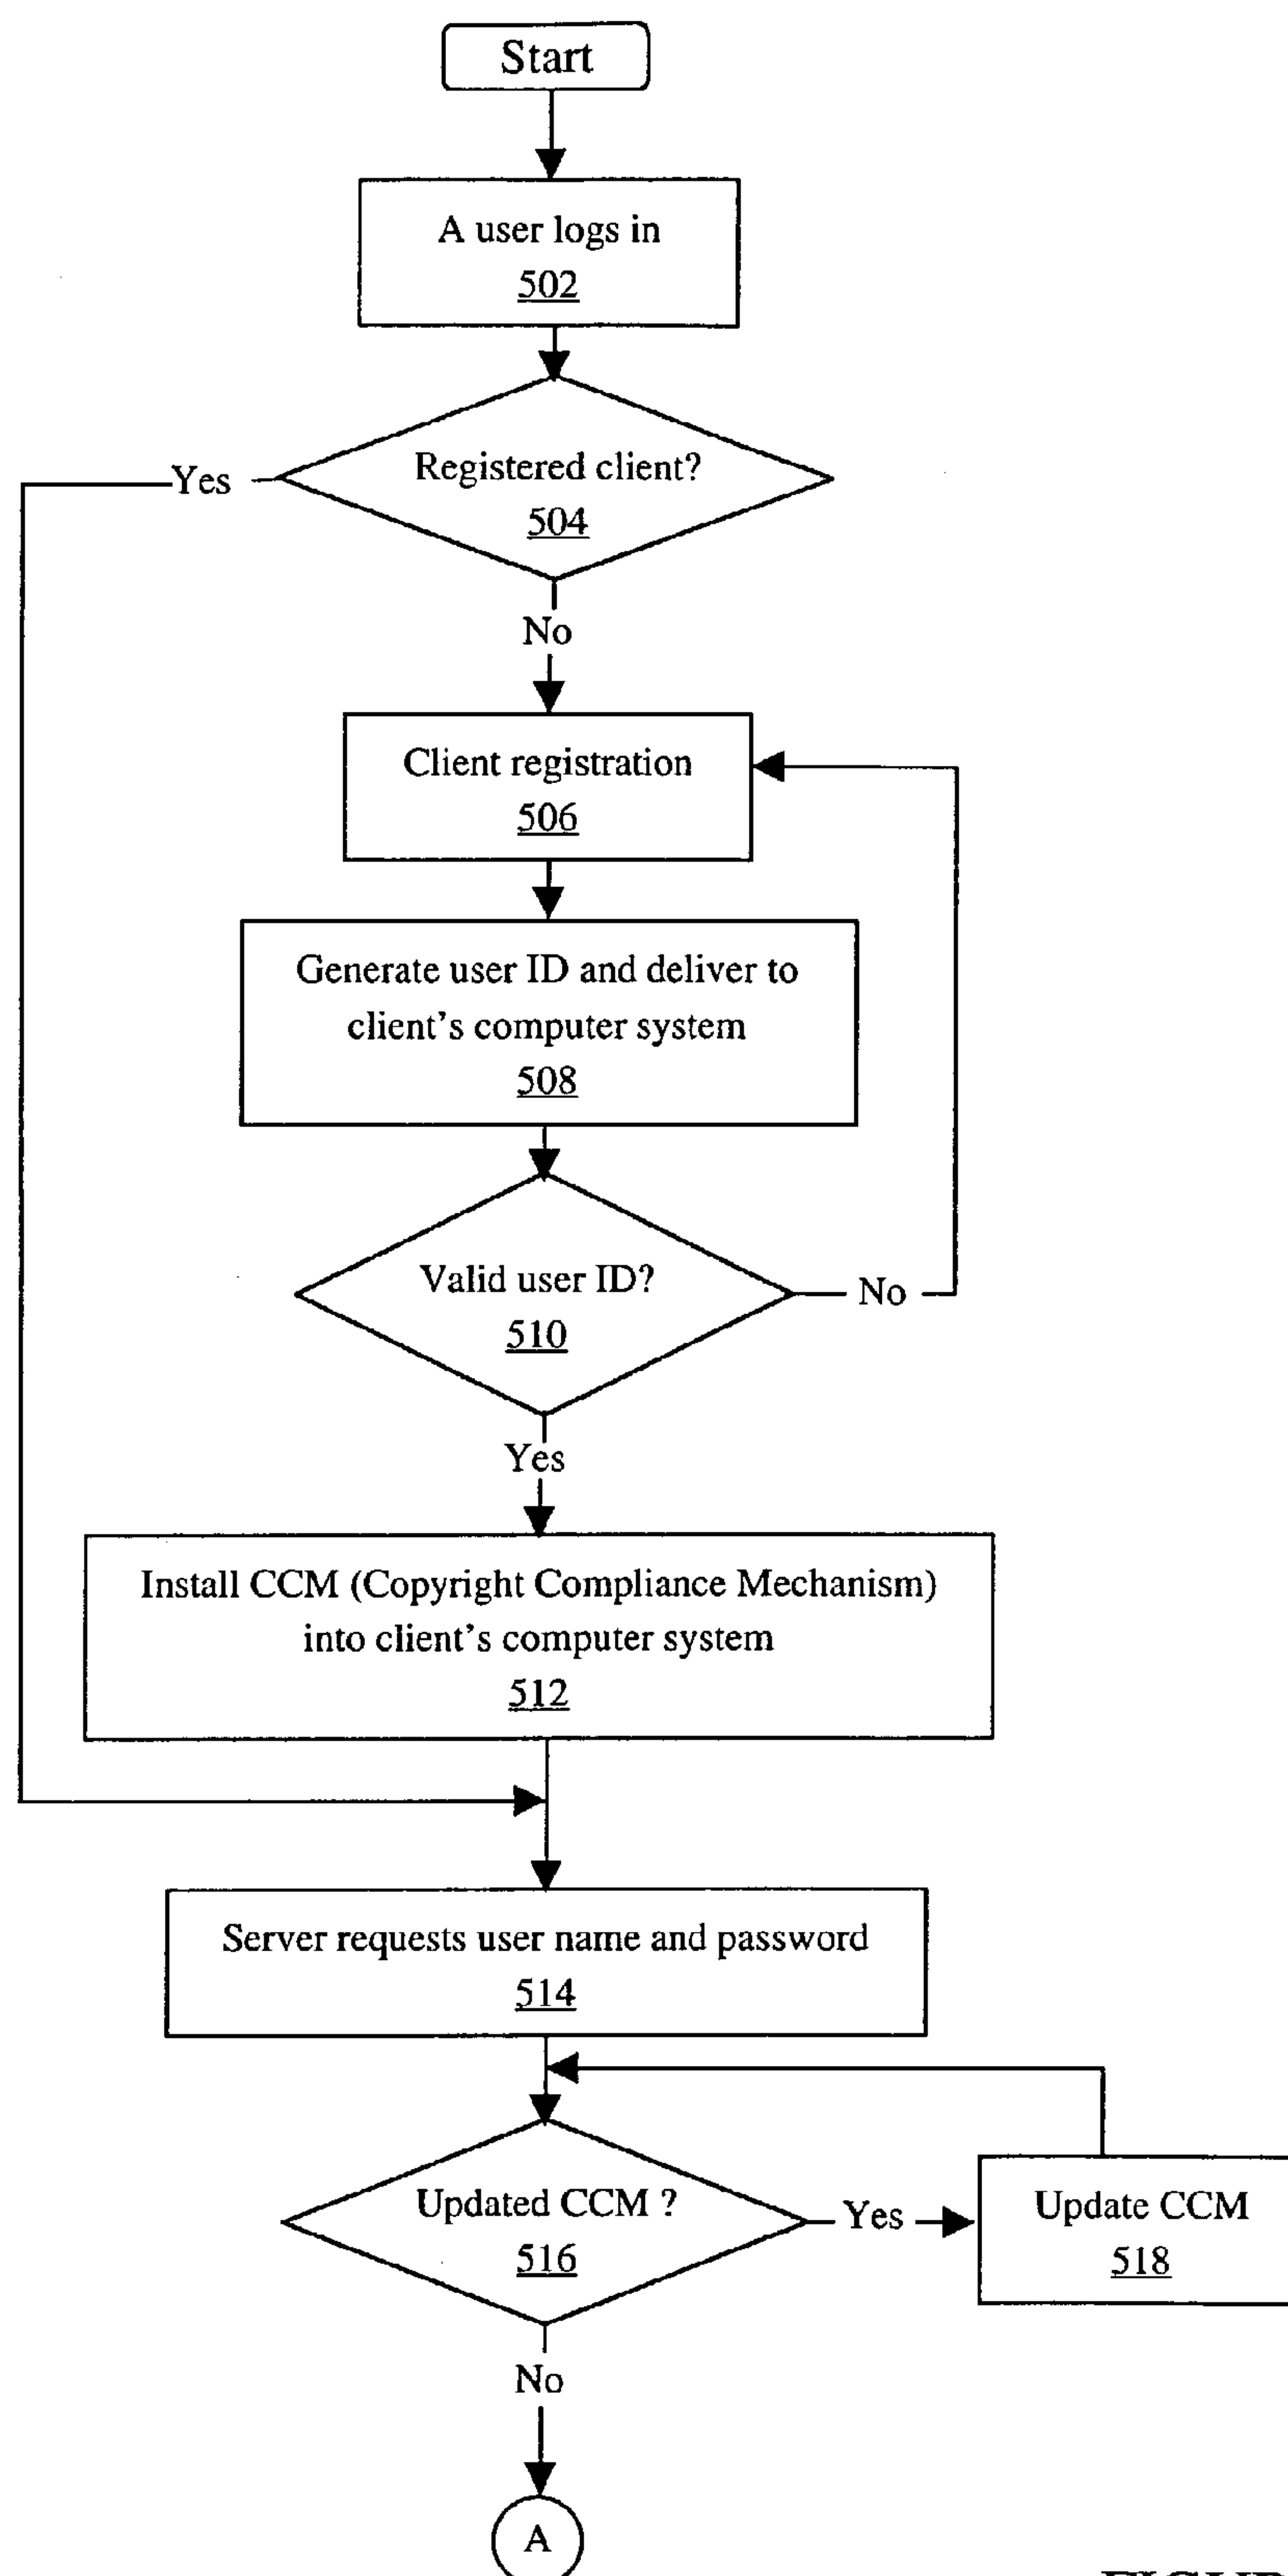 Start
A user logs in
502
Registered client?
504
Yes
No
Client registration
506
Generate user ID and deliver to
client's computer system
508
Valid user ID?
510
No
Yes
Install CCM (Copyright Compliance Mechanism)
into client's computer system
512
Server requests user name and password
514
Updated CCM ?
516
Yes
Update CCM
518
No
A